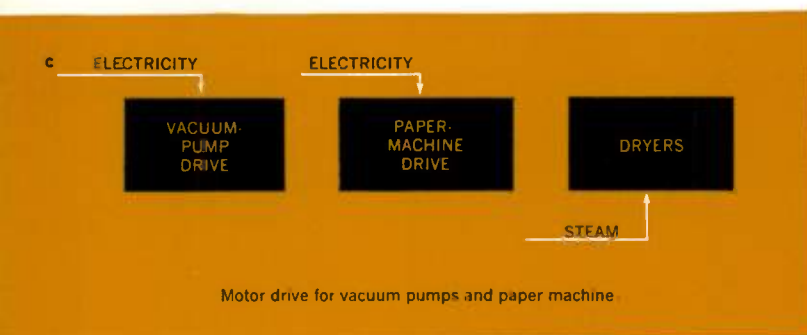 c ELECTRICITY ELECTRICITY
VACUUM-
PUMP
DRIVE
PAPER-
MACHINE
DRIVE
DRYERS
STEAM
Motor drive for vacuum pumps and paper machine